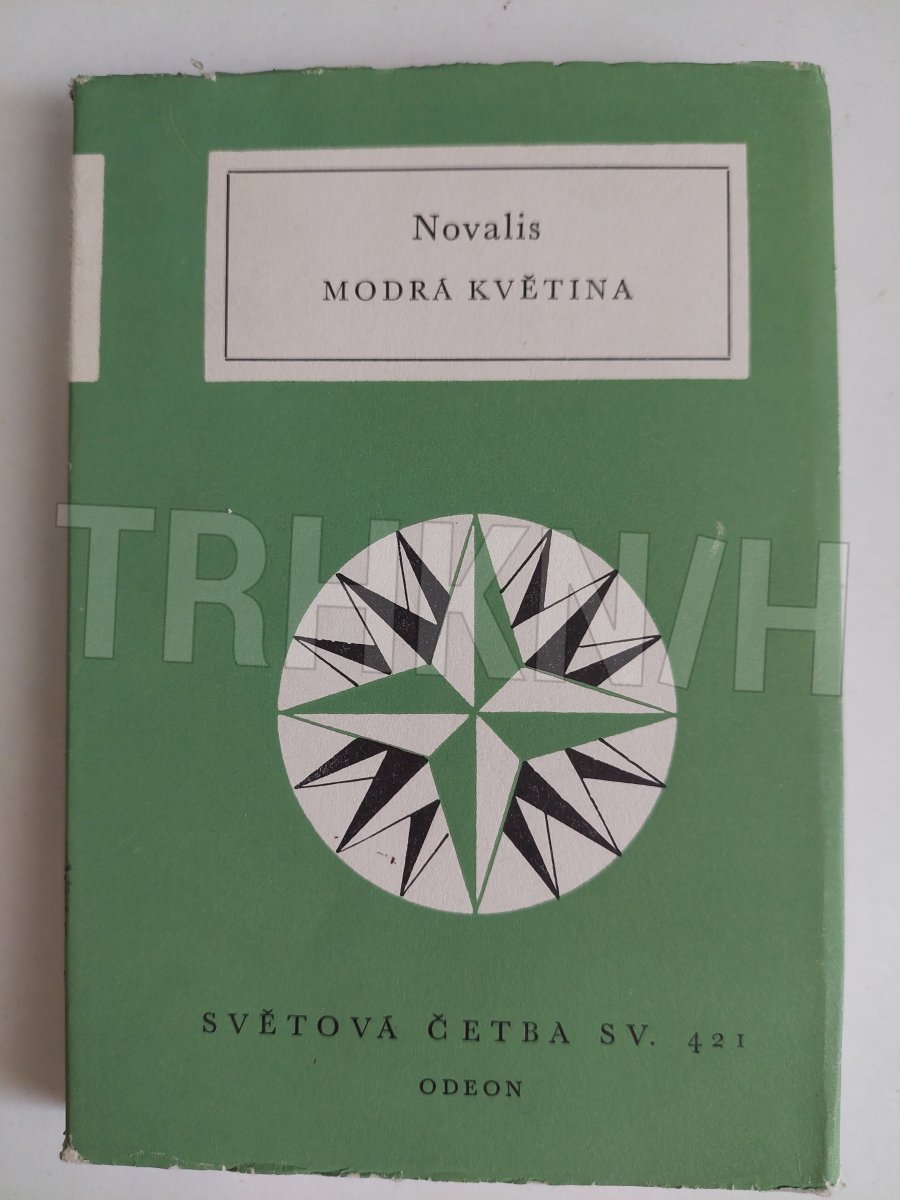 Novalis
MODRÁ KVĚTINA
TRHKNIH
SVĚTOVÁ ČETBA SV. 421
ODEON